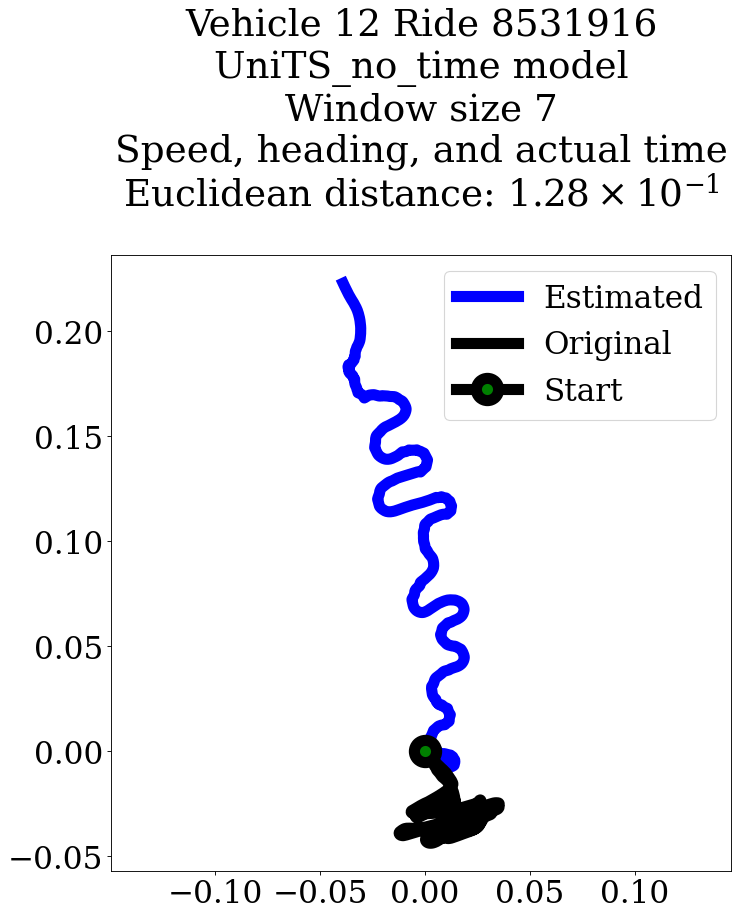 Vehicle 12 Ride 8531916
UniTS_no_time model
Window size 7
Speed, heading, and actual time
Euclidean distance: $1.28 \times 10^{-1}$
Estimated
Original
Start
0.20
0.15
0.10
0.05
0.00
−0.05
−0.10 −0.05 0.00 0.05 0.10